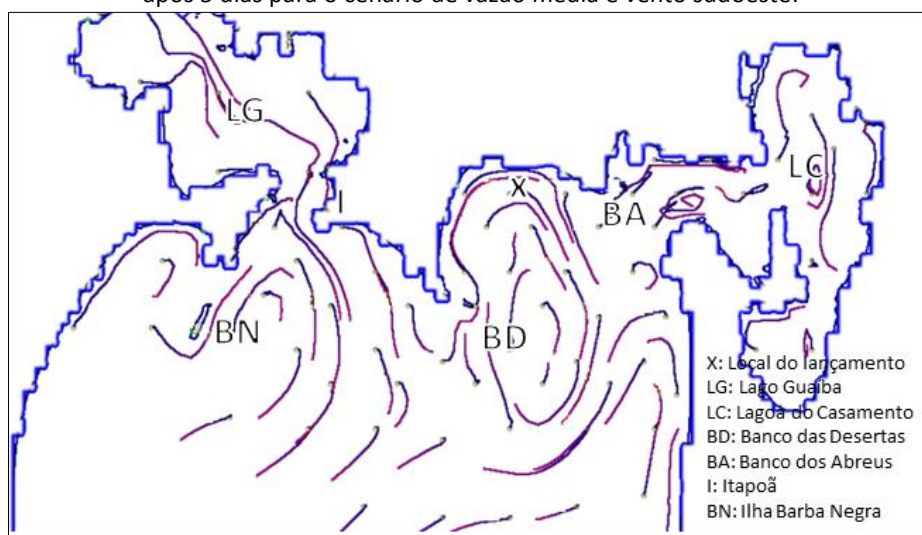 após 5 dias para o cenário de vazão média e vento sudoeste.
LG
LC
X
I
BA
BN
BD
X: Local do lançamento
LG: Lago Guaíba
LC: Lagoa do Casamento
BD: Banco das Desertas
BA: Banco dos Abreus
I: Itapoã
BN: Ilha Barba Negra